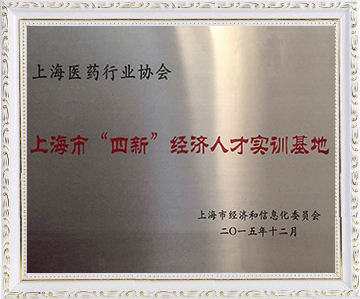 上海医药行业协会
上海市“四新”经济人才实训基地
上海市经济和信息化委员会
二〇一五年十二月